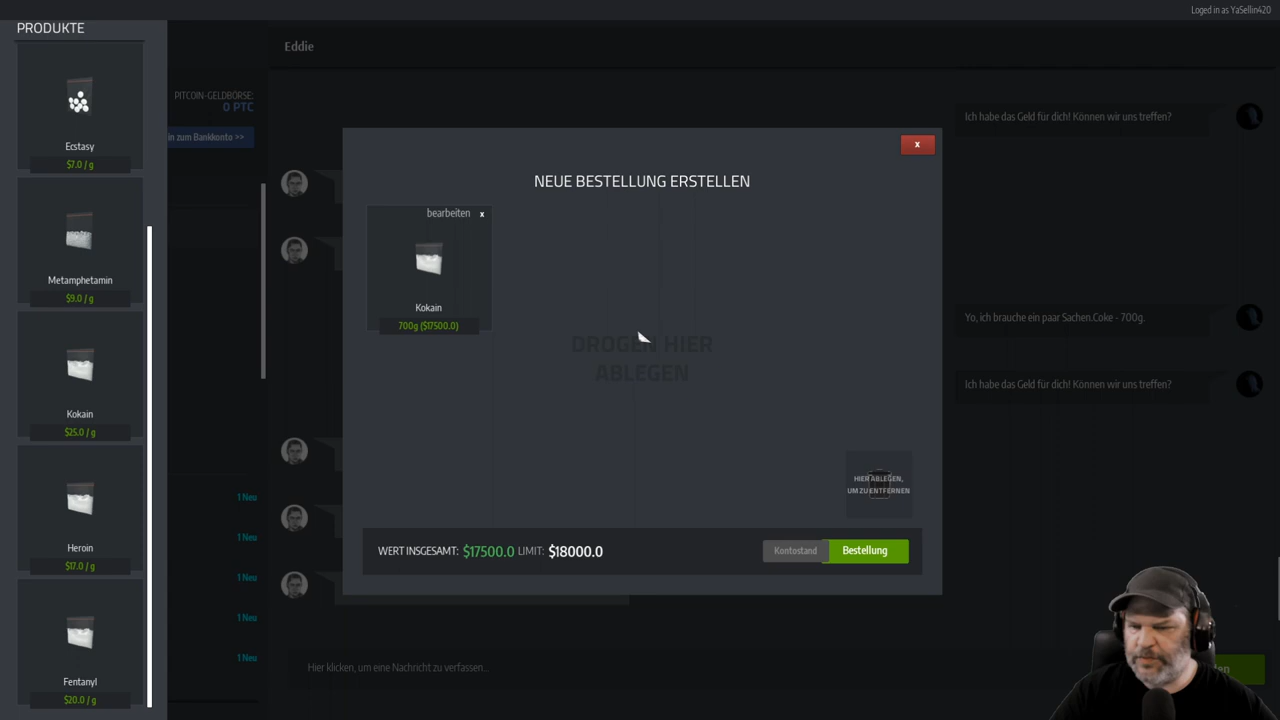 Loged in as YaSellin420
PRODUKTE
Ecstasy
$7.0 / g
Metamphetamin
$9.0 / g
Kokain
$25.0 / g
Heroin
$17.0 / g
Fentanyl
$20.0 / g
PITCOIN-GELDBÖRSE:
0 PTC
in zum Bankkonto >>
1 Neu
1 Neu
1 Neu
1 Neu
1 Neu
Eddie
Ich habe das Geld für dich! Können wir uns treffen?
Yo, ich brauche ein paar Sachen.Coke - 700g.
Ich habe das Geld für dich! Können wir uns treffen?
x
NEUE BESTELLUNG ERSTELLEN
bearbeiten x
Kokain
700g ($17500.0)
DROGEN HIER
ABLEGEN
HIER ABLEGEN,
UM ZU ENTFERNEN
WERT INSGESAMT: $17500.0 LIMIT: $18000.0
Kontostand
Bestellung
Hier klicken, um eine Nachricht zu verfassen...